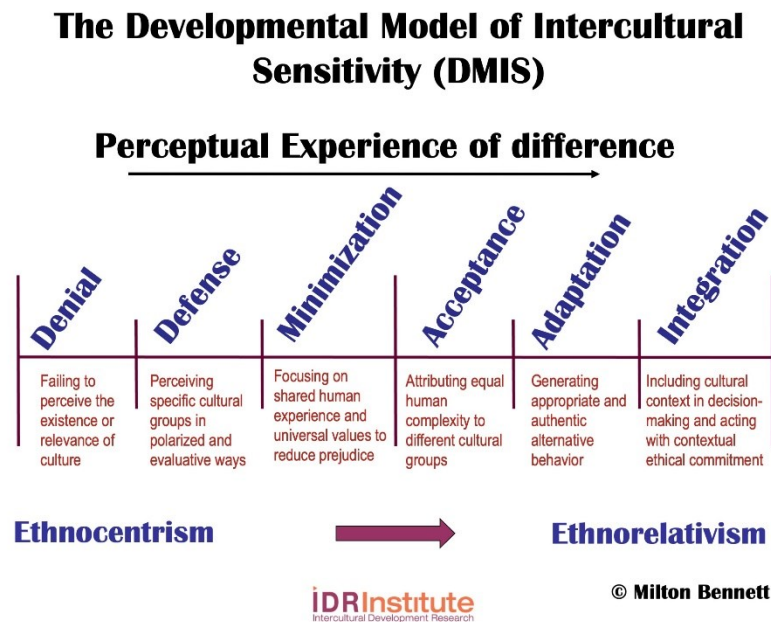 The Developmental Model of Intercultural
Sensitivity (DMIS)
Perceptual Experience of difference
Denial
Defense
Minimization
Acceptance
Adaptation
Integration
Failing to
perceive the
existence or
relevance of
culture
Perceiving
specific cultural
groups in
polarized and
evaluative ways
Focusing on
shared human
experience and
universal values to
reduce prejudice
Attributing equal
human
complexity to
different cultural
groups
Generating
appropriate and
authentic
alternative
behavior
Including cultural
context in decision-
making and acting
with contextual
ethical commitment
Ethnocentrism
Ethnorelativism
IDRInstitute
Intercultural Development Research
© Milton Bennett